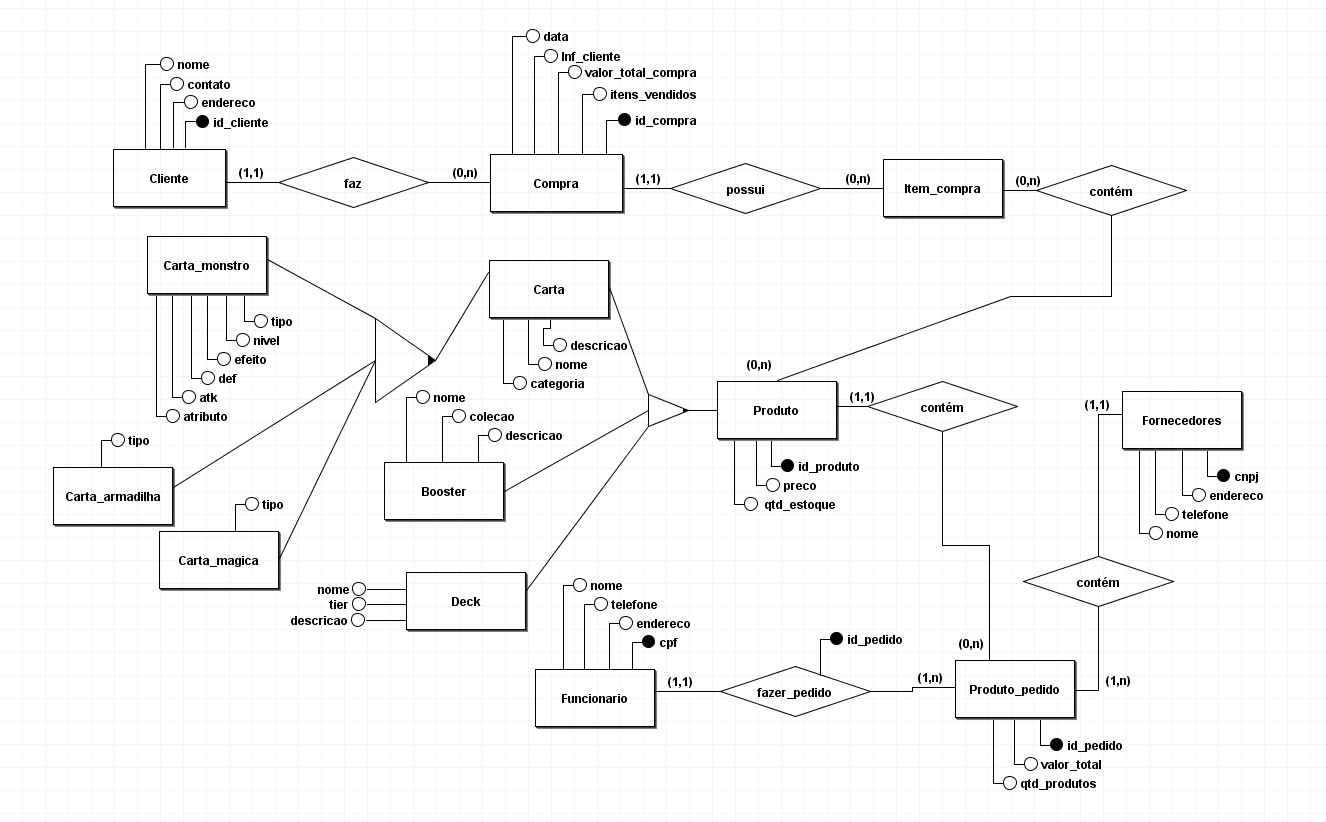 data
Inf_cliente
valor_total_compra
itens_vendidos
id_compra
nome
contato
endereco
id_cliente
Cliente
(1,1)
faz
(0,n)
Compra
(1,1)
possui
(0,n)
Item_compra
(0,n)
contém
Carta_monstro
tipo
nivel
efeito
def
atk
atributo
Carta
descricao
nome
categoria
tipo
Carta_armadilha
tipo
Carta_magica
nome
colecao
descricao
Booster
nome
tier
descricao
Deck
(0,n)
Produto
(1,1)
contém
id_produto
preco
qtd_estoque
(1,1)
Fornecedores
cnpj
endereco
telefone
nome
contém
(1,n)
nome
telefone
endereco
cpf
Funcionario
(1,1)
fazer_pedido
id_pedido
(1,n)
(0,n)
Produto_pedido
id_pedido
valor_total
qtd_produtos